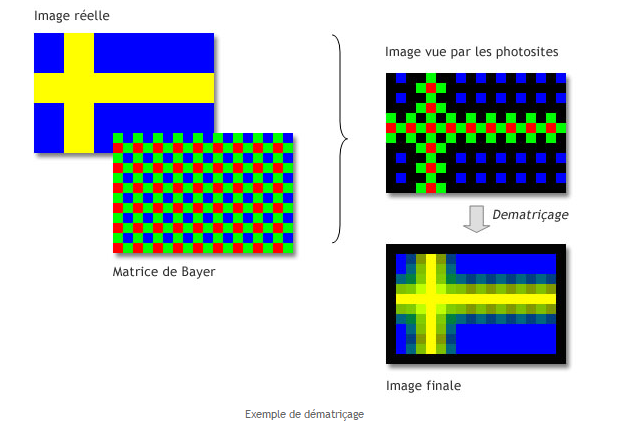 Image réelle
Image vue par les photosites
Dematriçage
Matrice de Bayer
Image finale
Exemple de dématriçage